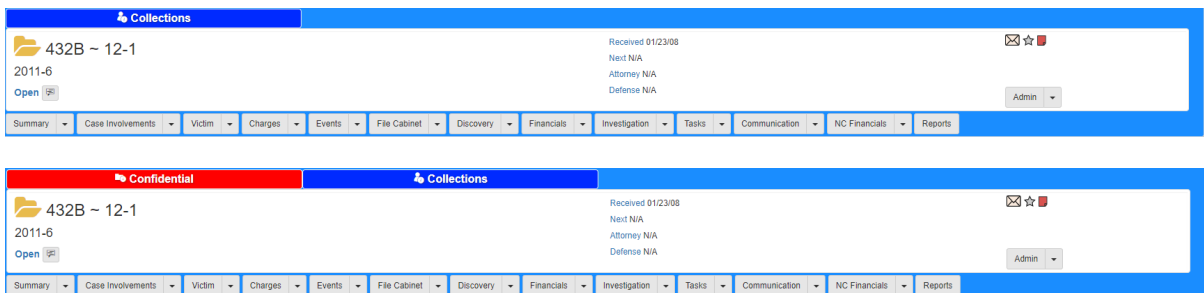 Collections
432B ~ 12-1
2011-6
Open
Received 01/23/08
Next N/A
Attorney N/A
Defense N/A
Admin
Summary Case Involvements Victim Charges Events File Cabinet Discovery Financials Investigation Tasks Communication NC Financials Reports
Confidential Collections
432B ~ 12-1
2011-6
Open
Received 01/23/08
Next N/A
Attorney N/A
Defense N/A
Admin
Summary Case Involvements Victim Charges Events File Cabinet Discovery Financials Investigation Tasks Communication NC Financials Reports